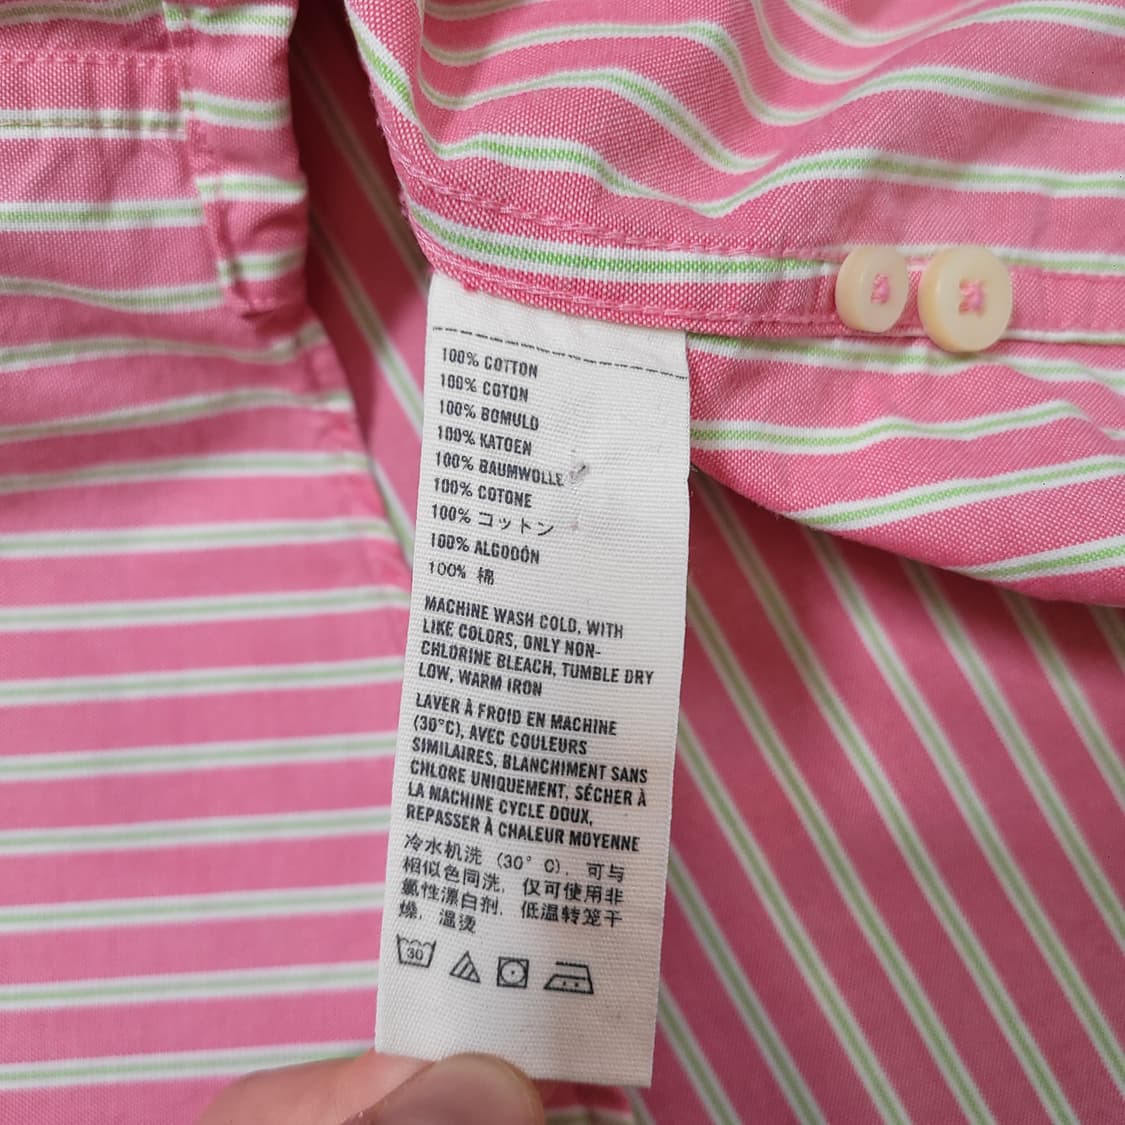 100% COTTON
100% COTON
100% BOMULD
100% KATOEN
100% BAUMWOLLE
100% COTONE
100% コットン
100% ALGODÓN
100% 棉
MACHINE WASH COLD, WITH
LIKE COLORS, ONLY NON-
CHLORINE BLEACH, TUMBLE DRY
LOW, WARM IRON
LAVER À FROID EN MACHINE
(30°C), AVEC COULEURS
SIMILAIRES, BLANCHIMENT SANS
CHLORE UNIQUEMENT, SÉCHER À
LA MACHINE CYCLE DOUX,
REPASSER À CHALEUR MOYENNE
冷水机洗 (30° C), 可与
相似色同洗, 仅可使用非
氯性漂白剂, 低温转笼干
燥, 温烫
30